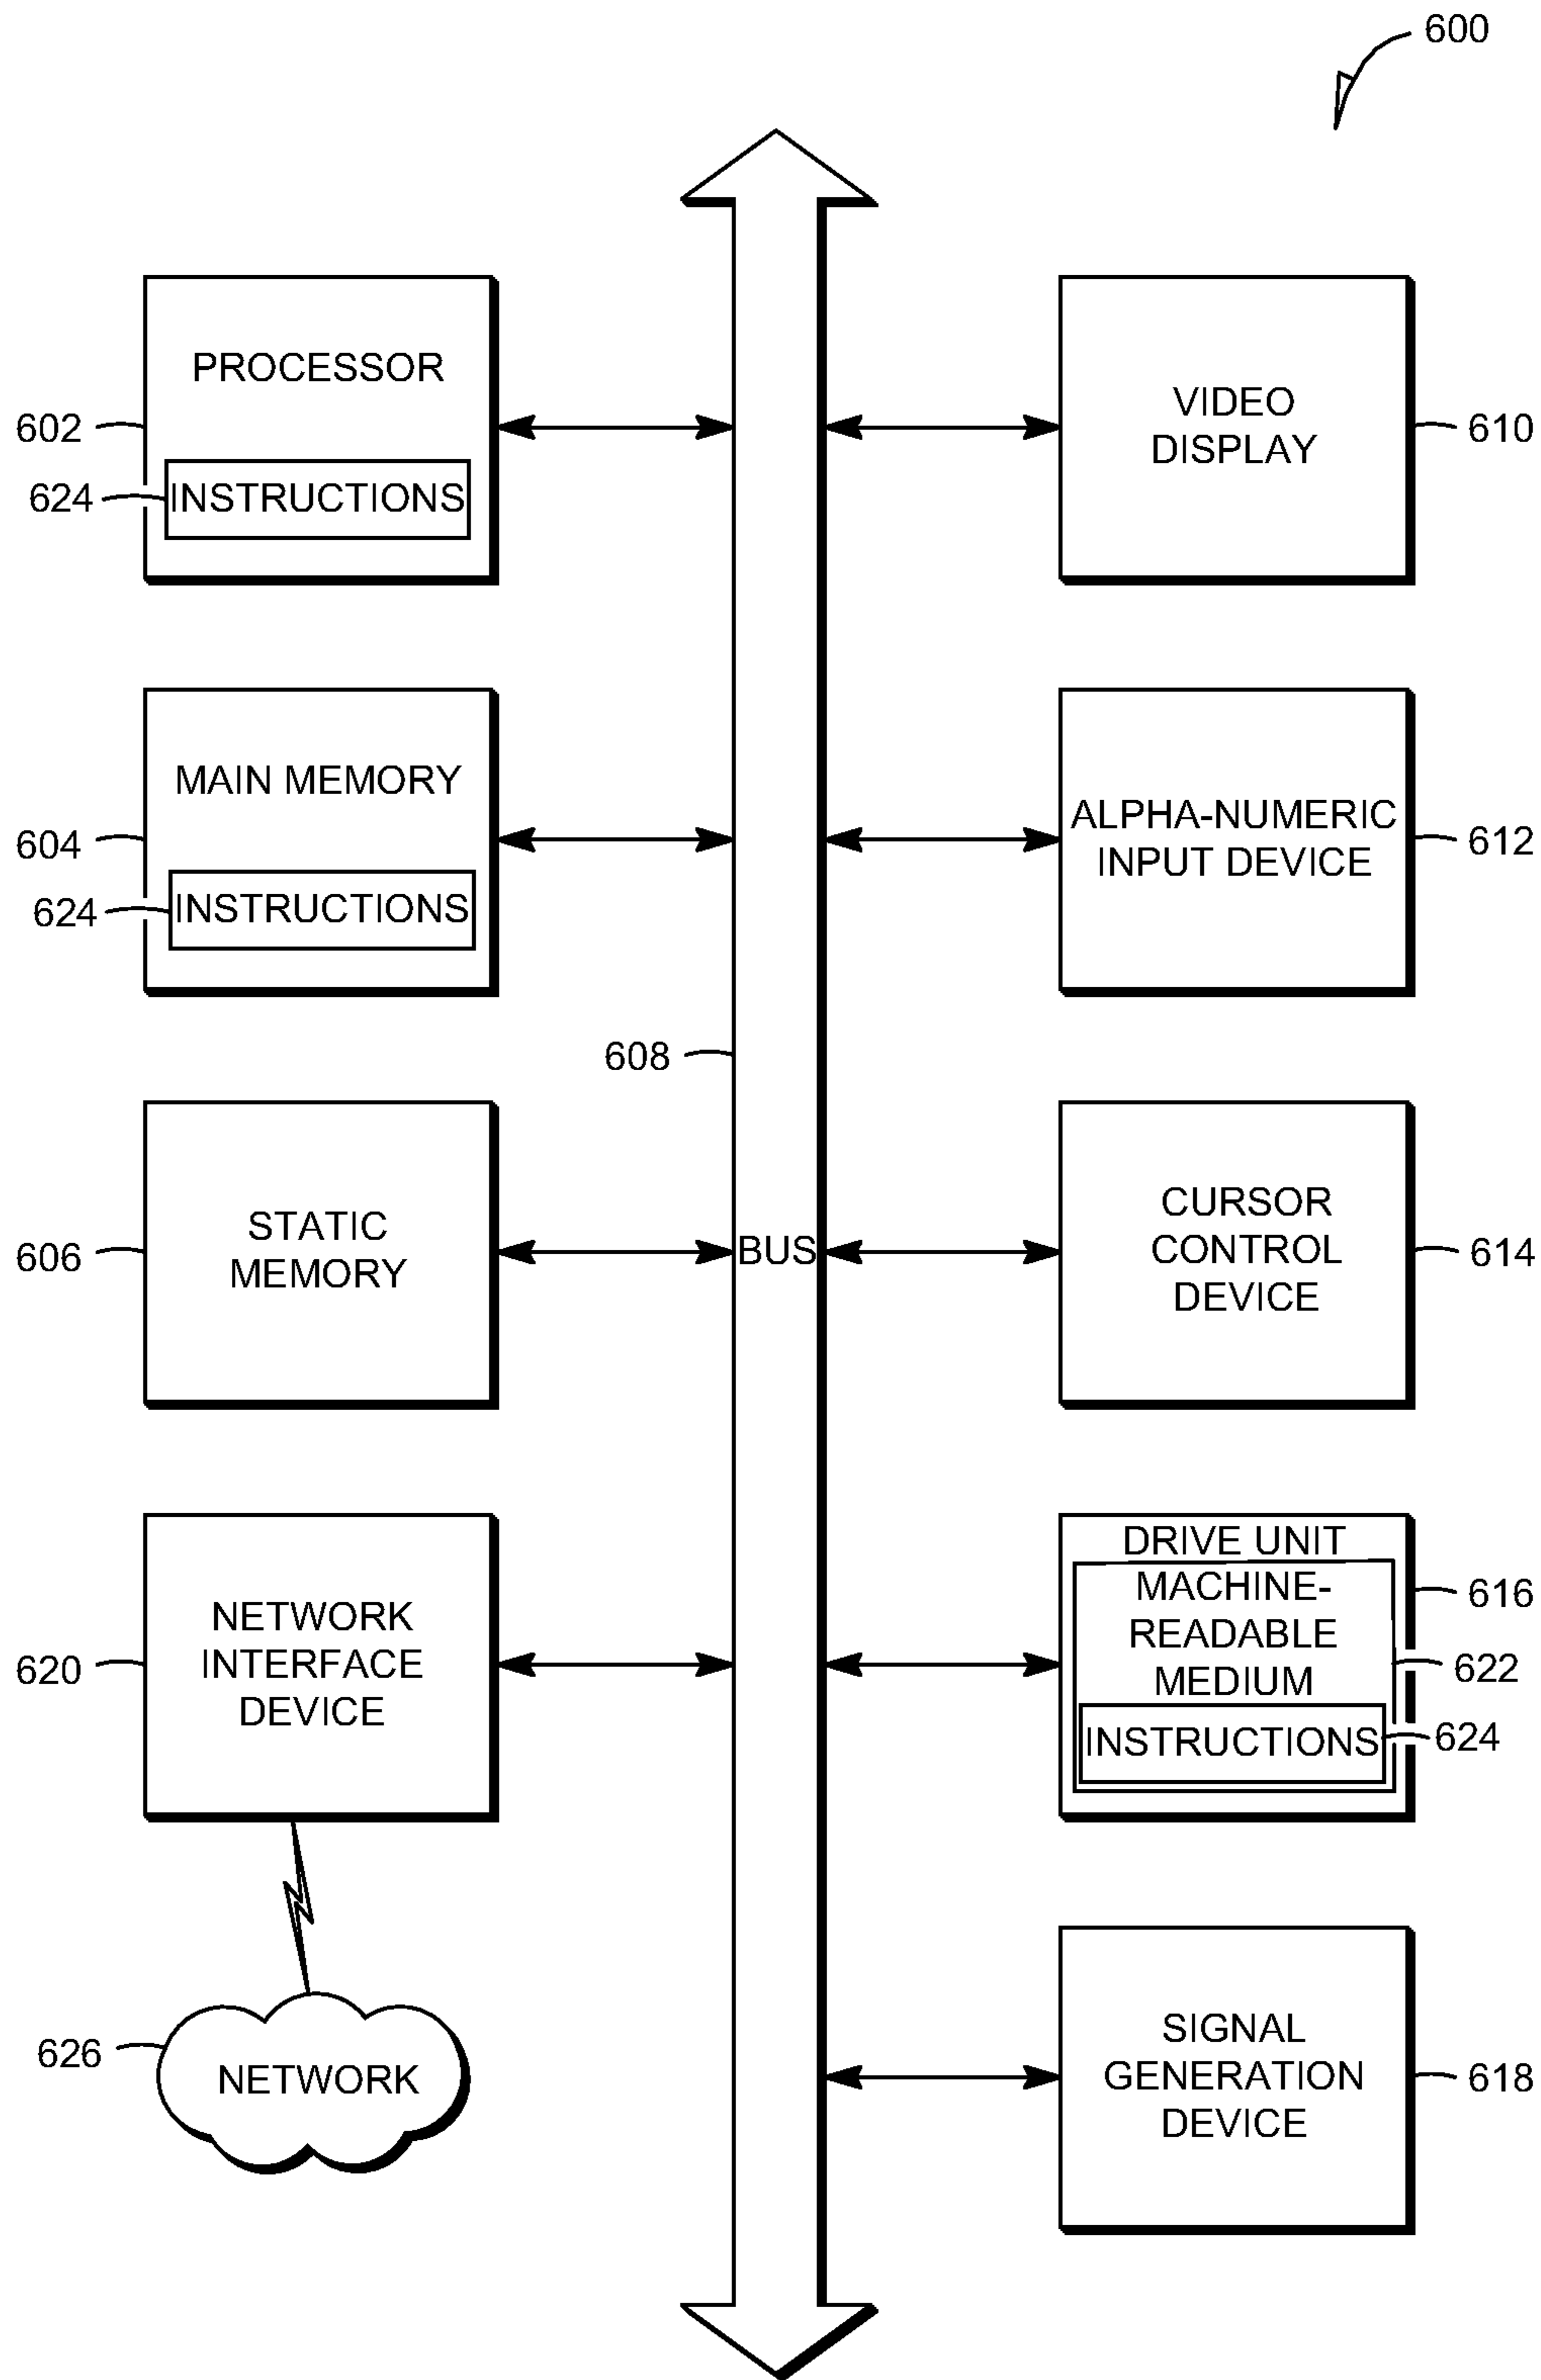 600
PROCESSOR
602
624
INSTRUCTIONS
VIDEO
DISPLAY
610
MAIN MEMORY
604
624
INSTRUCTIONS
ALPHA-NUMERIC
INPUT DEVICE
612
608
STATIC
MEMORY
606
BUS
CURSOR
CONTROL
DEVICE
614
NETWORK
INTERFACE
DEVICE
620
DRIVE UNIT
MACHINE-
READABLE
MEDIUM
616
622
INSTRUCTIONS
624
626
NETWORK
SIGNAL
GENERATION
DEVICE
618